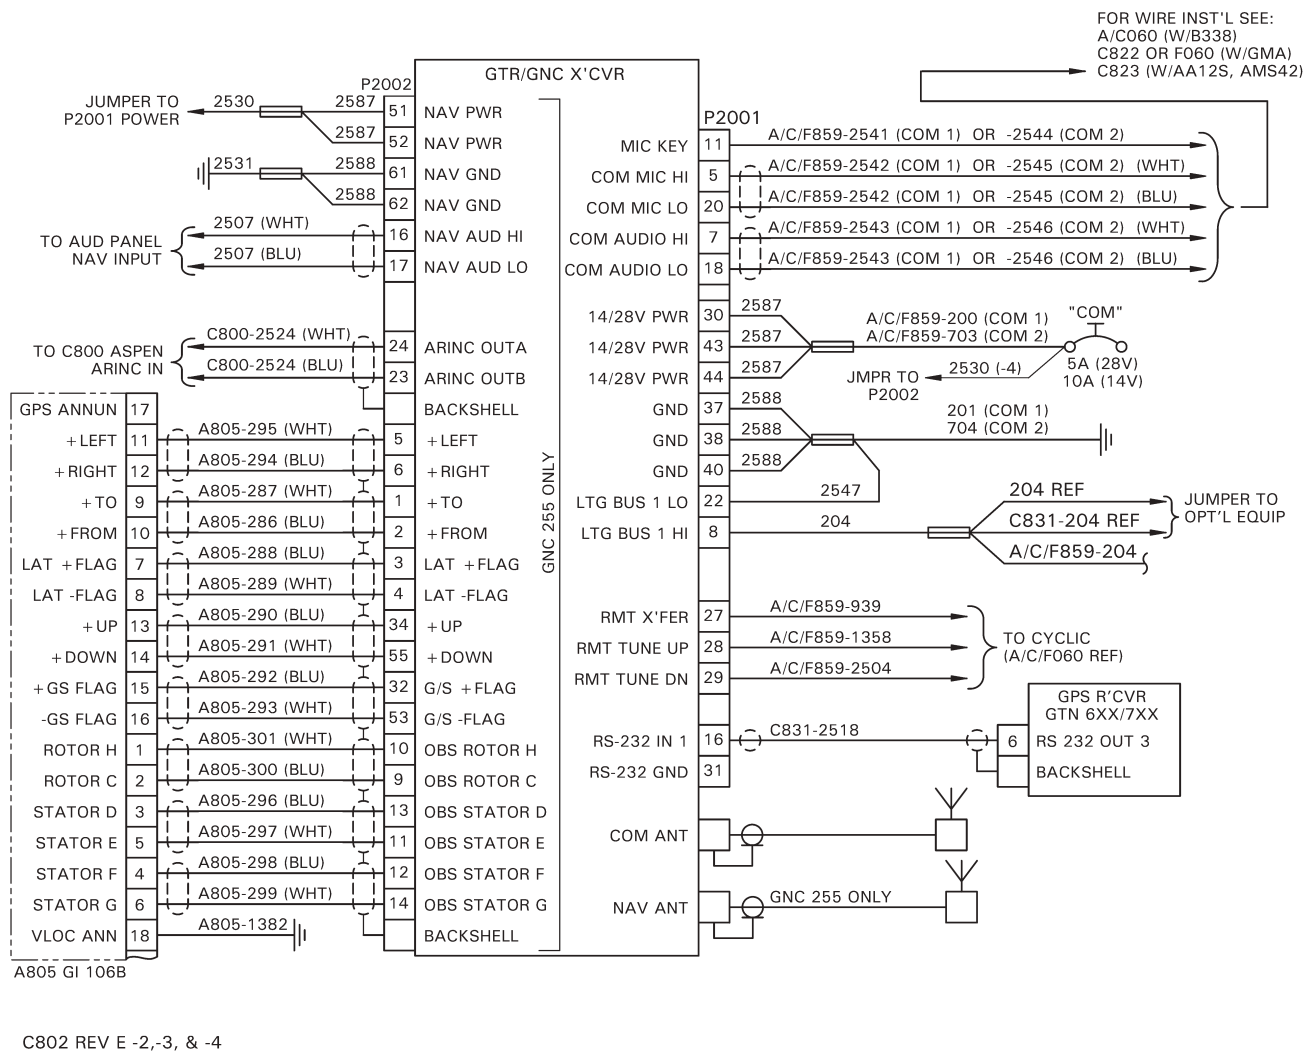 FOR WIRE INST'L SEE:
A/C060 (W/B338)
C822 OR F060 (W/GMA)
C823 (W/AA12S, AMS42)
GTR/GNC X'CVR
P2002
P2001
JUMPER TO
P2001 POWER
2530
2587
51 NAV PWR
2587
52 NAV PWR
2531
2588
61 NAV GND
2588
62 NAV GND
TO AUD PANEL
NAV INPUT
2507 (WHT)
16 NAV AUD HI
2507 (BLU)
17 NAV AUD LO
TO C800 ASPEN
ARINC IN
C800-2524 (WHT)
24 ARINC OUTA
C800-2524 (BLU)
23 ARINC OUTB
BACKSHELL
GPS ANNUN 17
+LEFT 11 A805-295 (WHT) 5 +LEFT
+RIGHT 12 A805-294 (BLU) 6 +RIGHT
+TO 9 A805-287 (WHT) 1 +TO
+FROM 10 A805-286 (BLU) 2 +FROM
LAT +FLAG 7 A805-288 (BLU) 3 LAT +FLAG
LAT -FLAG 8 A805-289 (WHT) 4 LAT -FLAG
+UP 13 A805-290 (BLU) 34 +UP
+DOWN 14 A805-291 (WHT) 55 +DOWN
+GS FLAG 15 A805-292 (BLU) 32 G/S +FLAG
-GS FLAG 16 A805-293 (WHT) 53 G/S -FLAG
ROTOR H 1 A805-301 (WHT) 10 OBS ROTOR H
ROTOR C 2 A805-300 (BLU) 9 OBS ROTOR C
STATOR D 3 A805-296 (BLU) 13 OBS STATOR D
STATOR E 5 A805-297 (WHT) 11 OBS STATOR E
STATOR F 4 A805-298 (BLU) 12 OBS STATOR F
STATOR G 6 A805-299 (WHT) 14 OBS STATOR G
VLOC ANN 18 A805-1382
BACKSHELL
A805 GI 106B
GNC 255 ONLY
MIC KEY 11 A/C/F859-2541 (COM 1) OR -2544 (COM 2)
COM MIC HI 5 A/C/F859-2542 (COM 1) OR -2545 (COM 2) (WHT)
COM MIC LO 20 A/C/F859-2542 (COM 1) OR -2545 (COM 2) (BLU)
COM AUDIO HI 7 A/C/F859-2543 (COM 1) OR -2546 (COM 2) (WHT)
COM AUDIO LO 18 A/C/F859-2543 (COM 1) OR -2546 (COM 2) (BLU)
14/28V PWR 30 2587
14/28V PWR 43 2587
14/28V PWR 44 2587
A/C/F859-200 (COM 1)
A/C/F859-703 (COM 2)
"COM"
5A (28V)
10A (14V)
JMPR TO
P2002
2530 (-4)
GND 37 2588
GND 38 2588
GND 40 2588
201 (COM 1)
704 (COM 2)
LTG BUS 1 LO 22 2547
LTG BUS 1 HI 8 204
204 REF
C831-204 REF
A/C/F859-204
JUMPER TO
OPT'L EQUIP
RMT X'FER 27 A/C/F859-939
RMT TUNE UP 28 A/C/F859-1358
RMT TUNE DN 29 A/C/F859-2504
TO CYCLIC
(A/C/F060 REF)
GPS R'CVR
GTN 6XX/7XX
RS-232 IN 1 16 C831-2518 6 RS 232 OUT 3
RS-232 GND 31
BACKSHELL
COM ANT
NAV ANT
GNC 255 ONLY
C802 REV E -2,-3, & -4